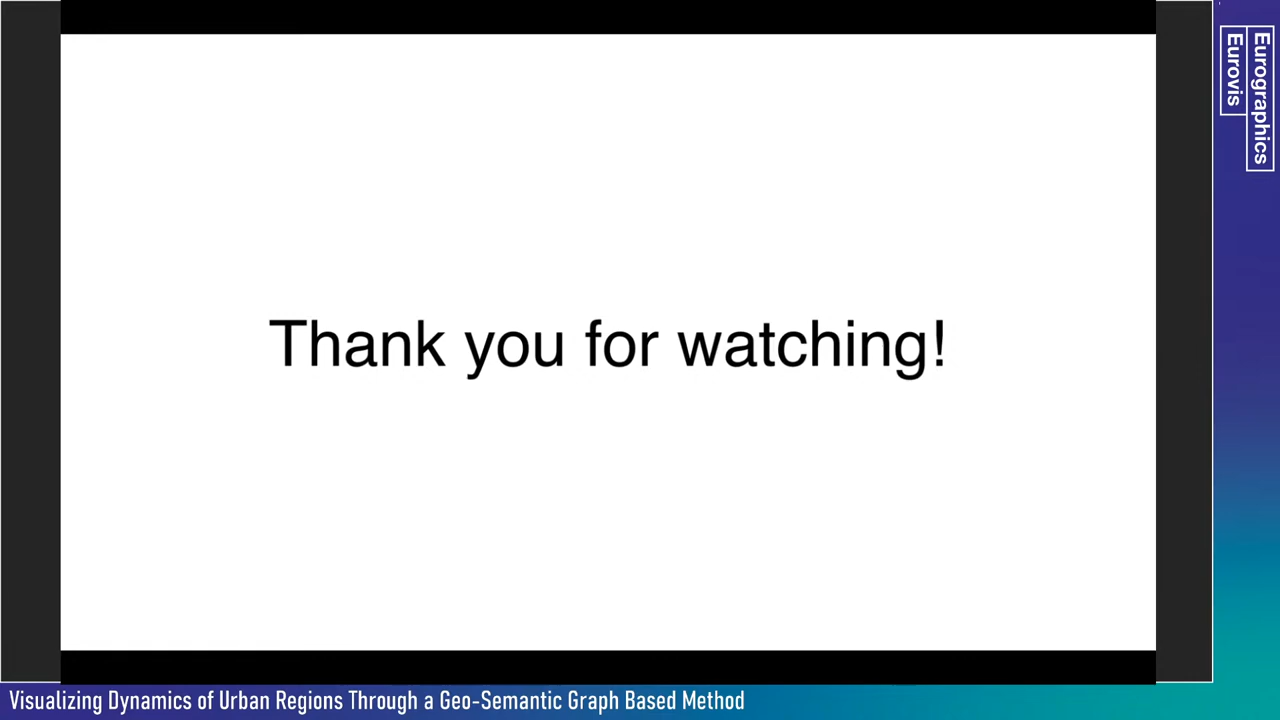 Eurographics
Eurovis
Thank you for watching!
Visualizing Dynamics of Urban Regions Through a Geo-Semantic Graph Based Method